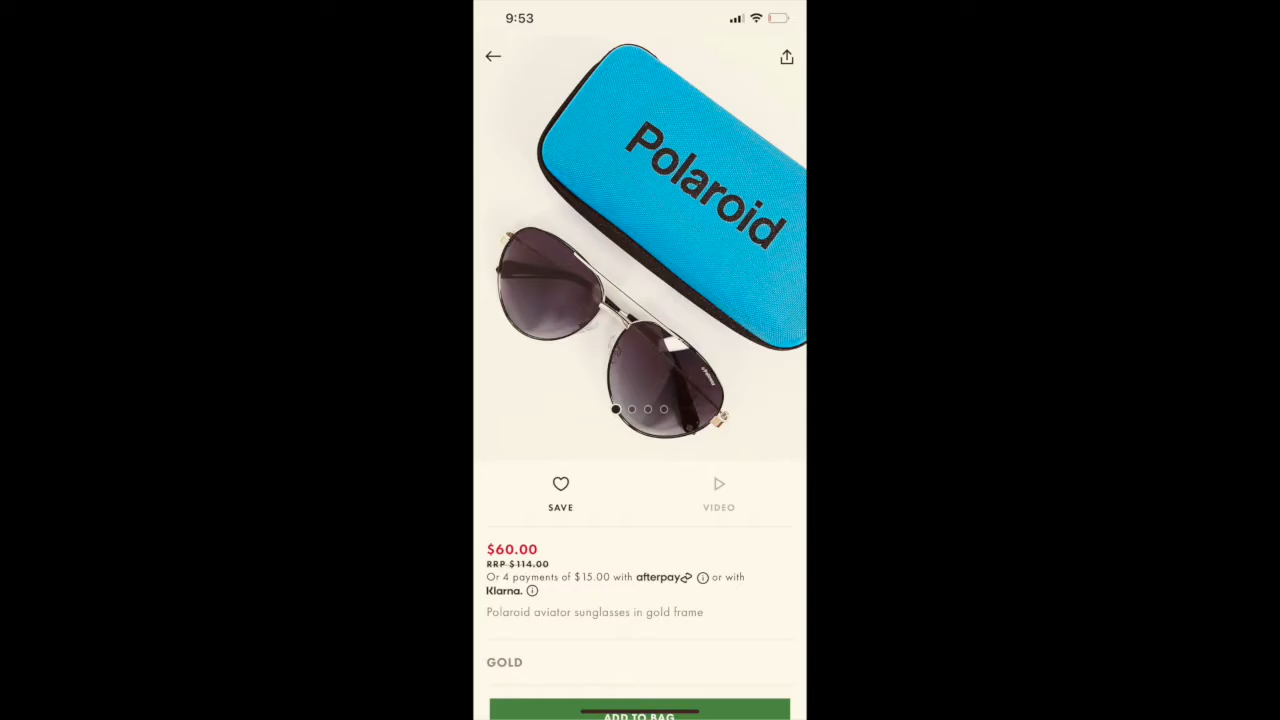 9:53
Polaroid
SAVE
VIDEO
$60.00
RRP $114.00
Or 4 payments of $15.00 with afterpay or with
Klarna.
Polaroid aviator sunglasses in gold frame
GOLD
ADD TO BAG